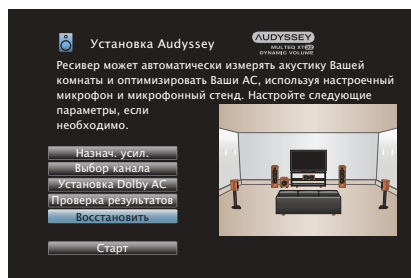 Установка Audyssey
AUDYSSEY
MULTEQ XT32
DYNAMIC VOLUME
Ресивер может автоматически измерять акустику Вашей
комнаты и оптимизировать Ваши АС, используя настроечный
микрофон и микрофонный стенд. Настройте следующие
параметры, если
необходимо.
Назнач. усил.
Выбор канала
Установка Dolby АС
Проверка результатов
Восстановить
Старт